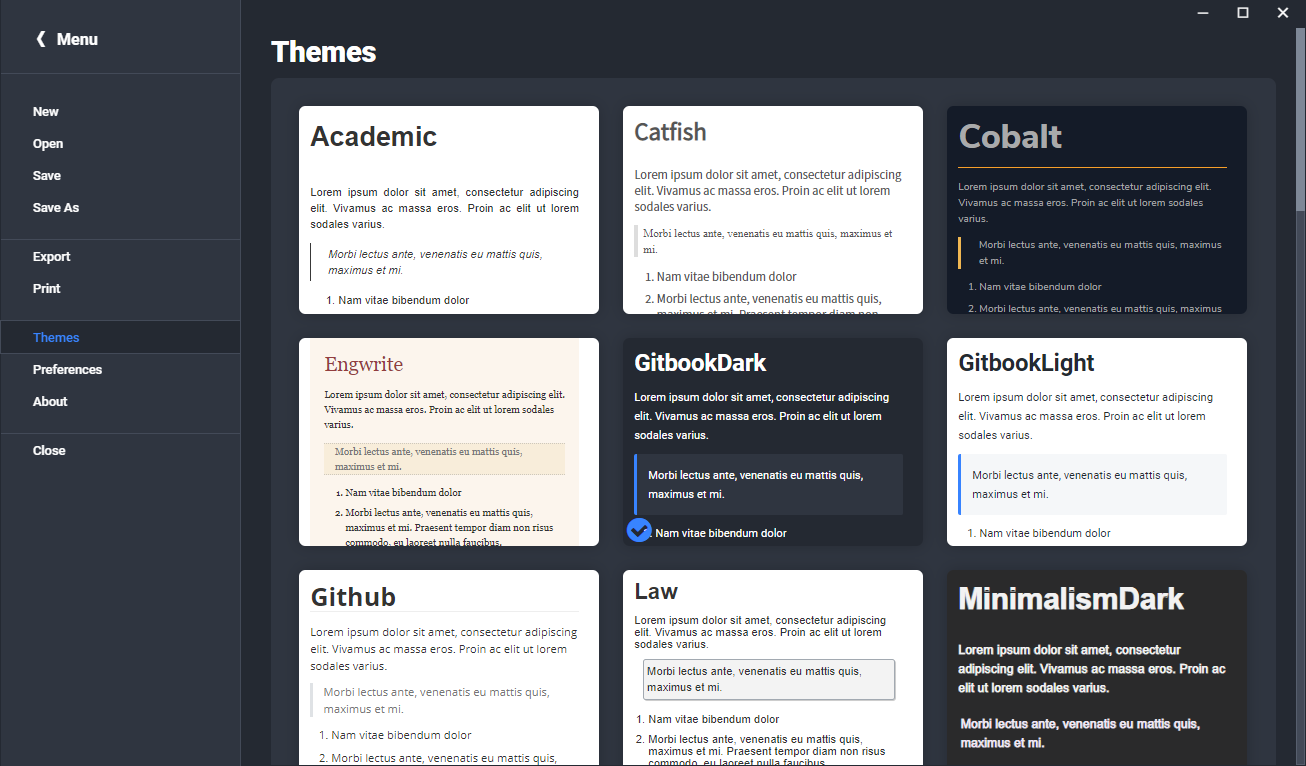 ❮ Menu
New
Open
Save
Save As
Export
Print
Themes
Preferences
About
Close
Themes
Academic
Lorem ipsum dolor sit amet, consectetur adipiscing
elit. Vivamus ac massa eros. Proin ac elit ut lorem
sodales varius.
Morbi lectus ante, venenatis eu mattis quis,
maximus et mi.
1. Nam vitae bibendum dolor
Catfish
Lorem ipsum dolor sit amet, consectetur adipiscing
elit. Vivamus ac massa eros. Proin ac elit ut lorem
sodales varius.
Morbi lectus ante, venenatis eu mattis quis, maximus et
mi.
1. Nam vitae bibendum dolor
2. Morbi lectus ante, venenatis eu mattis quis,
maximus et mi. Praesent tempor diam non
Cobalt
Lorem ipsum dolor sit amet, consectetur adipiscing
elit. Vivamus ac massa eros. Proin ac elit ut lorem sodales
varius.
Morbi lectus ante, venenatis eu mattis quis, maximus
et mi.
1. Nam vitae bibendum dolor
2. Morbi lectus ante, venenatis eu mattis quis, maximus
Engwrite
Lorem ipsum dolor sit amet, consectetur adipiscing elit.
Vivamus ac massa eros. Proin ac elit ut lorem sodales
varius.
Morbi lectus ante, venenatis eu mattis quis,
maximus et mi.
1. Nam vitae bibendum dolor
2. Morbi lectus ante, venenatis eu mattis quis,
maximus et mi. Praesent tempor diam non risus
commodo, eu laoreet nulla faucibus.
GitbookDark
Lorem ipsum dolor sit amet, consectetur adipiscing
elit. Vivamus ac massa eros. Proin ac elit ut lorem
sodales varius.
Morbi lectus ante, venenatis eu mattis quis,
maximus et mi.
Nam vitae bibendum dolor
GitbookLight
Lorem ipsum dolor sit amet, consectetur adipiscing
elit. Vivamus ac massa eros. Proin ac elit ut lorem
sodales varius.
Morbi lectus ante, venenatis eu mattis quis,
maximus et mi.
1. Nam vitae bibendum dolor
Github
Lorem ipsum dolor sit amet, consectetur adipiscing
elit. Vivamus ac massa eros. Proin ac elit ut lorem
sodales varius.
Morbi lectus ante, venenatis eu mattis quis,
maximus et mi.
1. Nam vitae bibendum dolor
2. Morbi lectus ante, venenatis eu mattis quis,
Law
Lorem ipsum dolor sit amet, consectetur adipiscing
elit. Vivamus ac massa eros. Proin ac elit ut lorem
sodales varius.
Morbi lectus ante, venenatis eu mattis quis,
maximus et mi.
1. Nam vitae bibendum dolor
2. Morbi lectus ante, venenatis eu mattis quis,
maximus et mi. Praesent tempor diam non risus
commodo, eu laoreet nulla faucibus.
MinimalismDark
Lorem ipsum dolor sit amet, consectetur
adipiscing elit. Vivamus ac massa eros. Proin ac
elit ut lorem sodales varius.
Morbi lectus ante, venenatis eu mattis quis,
maximus et mi.